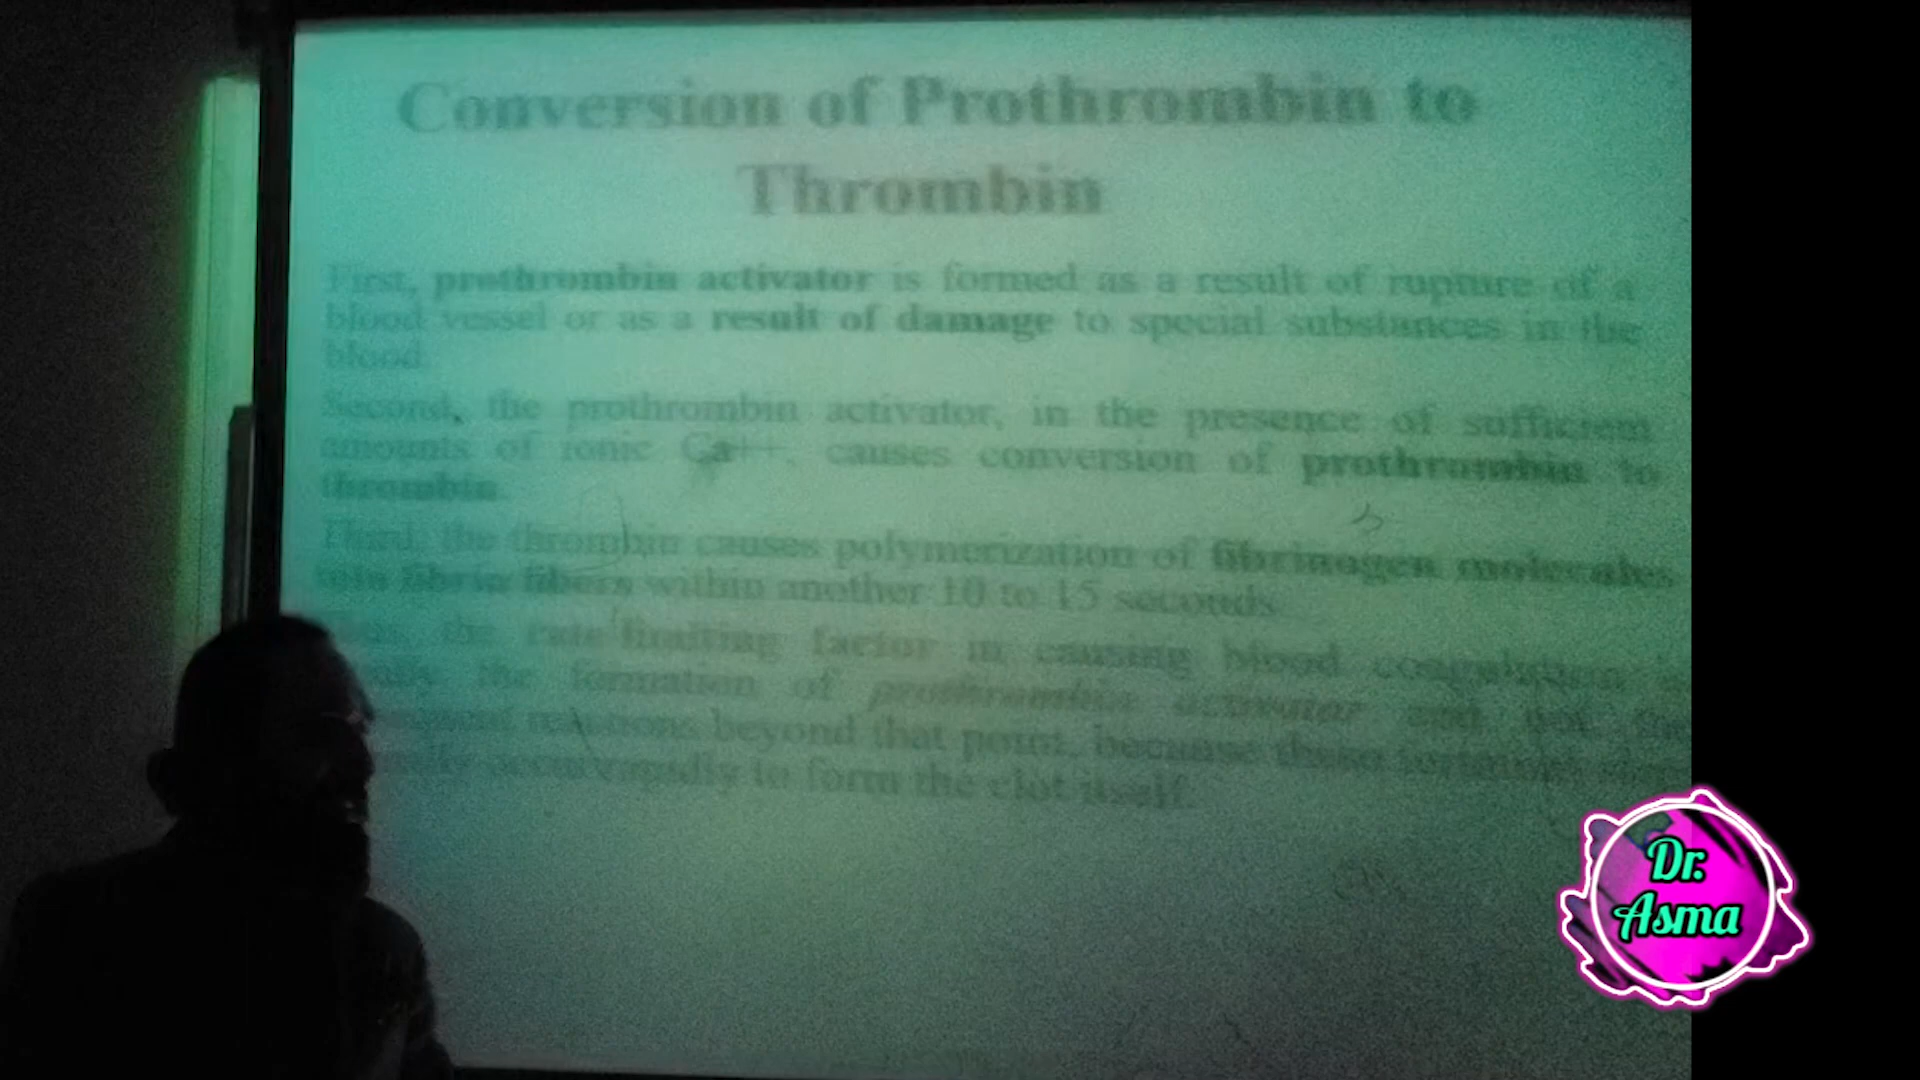 Conversion of Prothrombin to
Thrombin
First, prothrombin activator is formed as a result of rupture of a
blood vessel or as a result of damage to special substances in the
blood.
Second, the prothrombin activator, in the presence of sufficient
amounts of ionic Ca++, causes conversion of prothrombin to
thrombin.
Third, the thrombin causes polymerization of fibrinogen molecules
into fibrin fibers within another 10 to 15 seconds
the rate limiting factor in causing blood coagulation is
the formation of prothrombin activator and not the
reactions beyond that point, because these
occur rapidly to form the clot itself.
Dr.
Asma